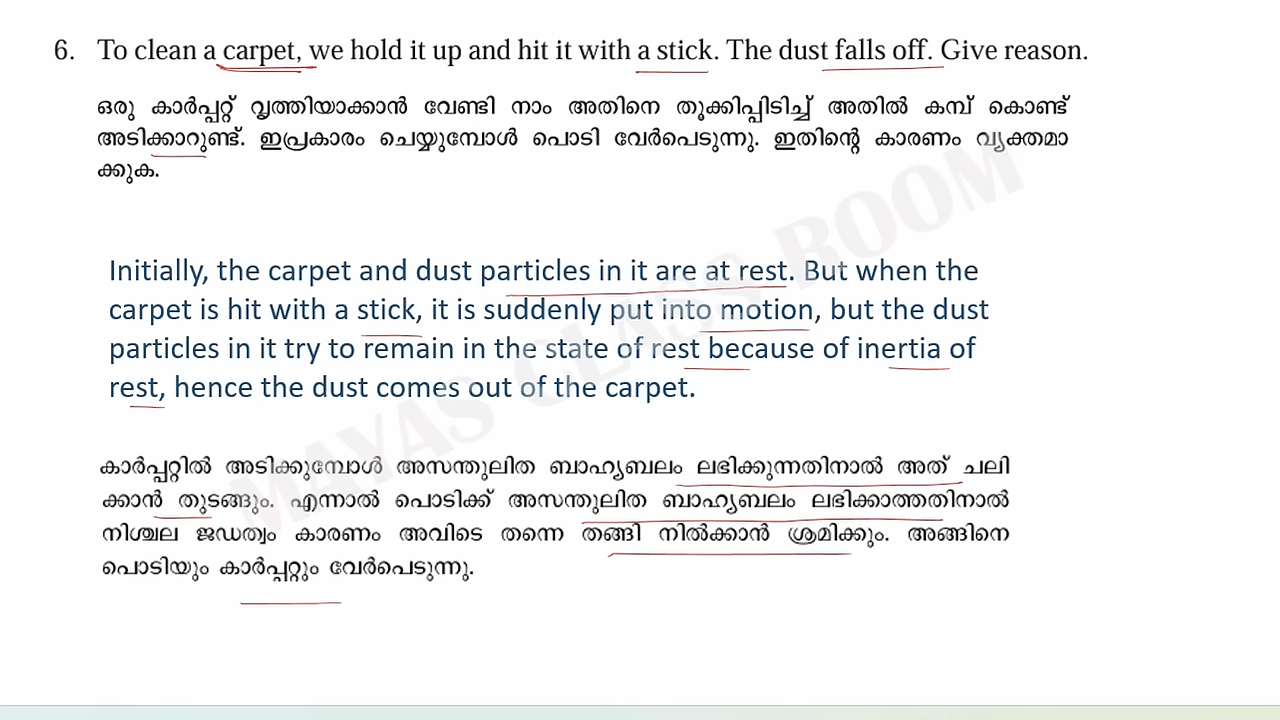 6. To clean a carpet, we hold it up and hit it with a stick. The dust falls off. Give reason.
ഒരു കാർപ്പറ്റ് വൃത്തിയാക്കാൻ വേണ്ടി നാം അതിനെ തൂക്കിപ്പിടിച്ച് അതിൽ കമ്പ് കൊണ്ട്
അടിക്കാറുണ്ട്. ഇപ്രകാരം ചെയ്യുമ്പോൾ പൊടി വേർപെടുന്നു. ഇതിന്റെ കാരണം വ്യക്തമാ
ക്കുക.
Initially, the carpet and dust particles in it are at rest. But when the
carpet is hit with a stick, it is suddenly put into motion, but the dust
particles in it try to remain in the state of rest because of inertia of
rest, hence the dust comes out of the carpet.
കാർപ്പറ്റിൽ അടിക്കുമ്പോൾ അസന്തുലിത ബാഹ്യബലം ലഭിക്കുന്നതിനാൽ അത് ചലി
ക്കാൻ തുടങ്ങും. എന്നാൽ പൊടിക്ക് അസന്തുലിത ബാഹ്യബലം ലഭിക്കാത്തതിനാൽ
നിശ്ചല ജഡത്വം കാരണം അവിടെ തന്നെ തങ്ങി നിൽക്കാൻ ശ്രമിക്കും. അങ്ങിനെ
പൊടിയും കാർപ്പറ്റും വേർപെടുന്നു.
MAYAS CLASS ROOM